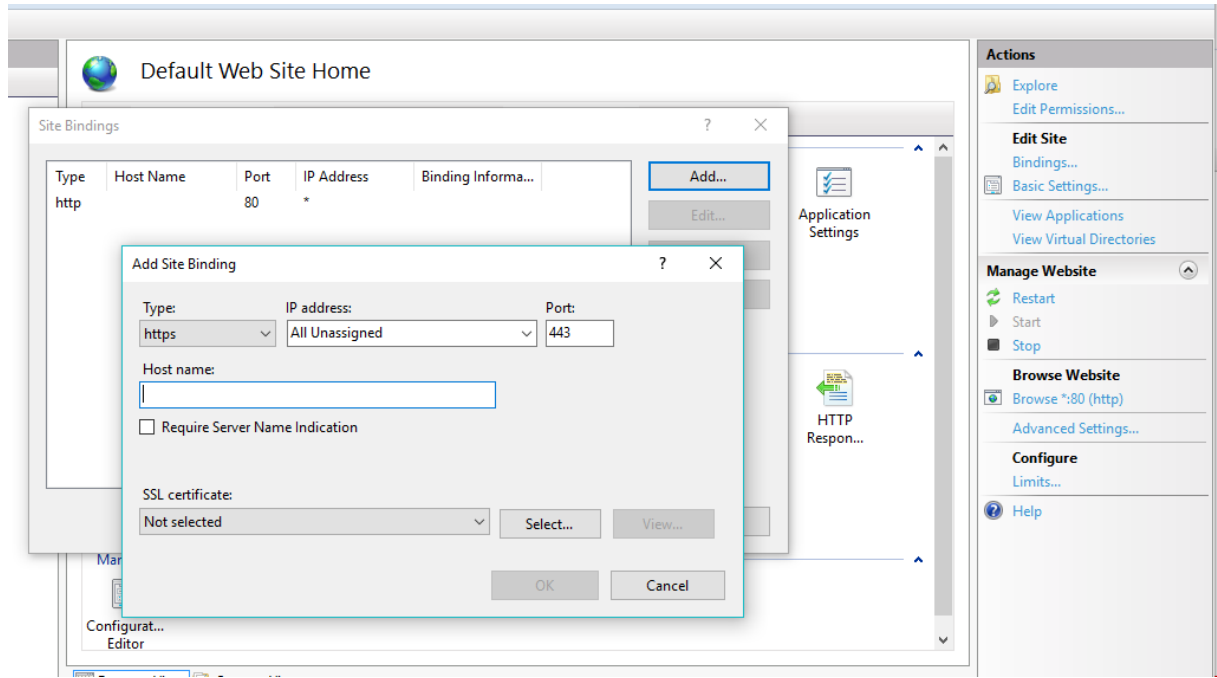 Default Web Site Home
Site Bindings
?
Type Host Name Port IP Address Binding Informa...
http 80 *
Add...
Edit...
Add Site Binding
?
Type:
IP address:
Port:
https
All Unassigned
443
Host name:
Require Server Name Indication
SSL certificate:
Not selected
Select...
View...
OK
Cancel
Application
Settings
HTTP
Respon...
Configurat...
Editor
Actions
Explore
Edit Permissions...
Edit Site
Bindings...
Basic Settings...
View Applications
View Virtual Directories
Manage Website
Restart
Start
Stop
Browse Website
Browse *:80 (http)
Advanced Settings...
Configure
Limits...
Help